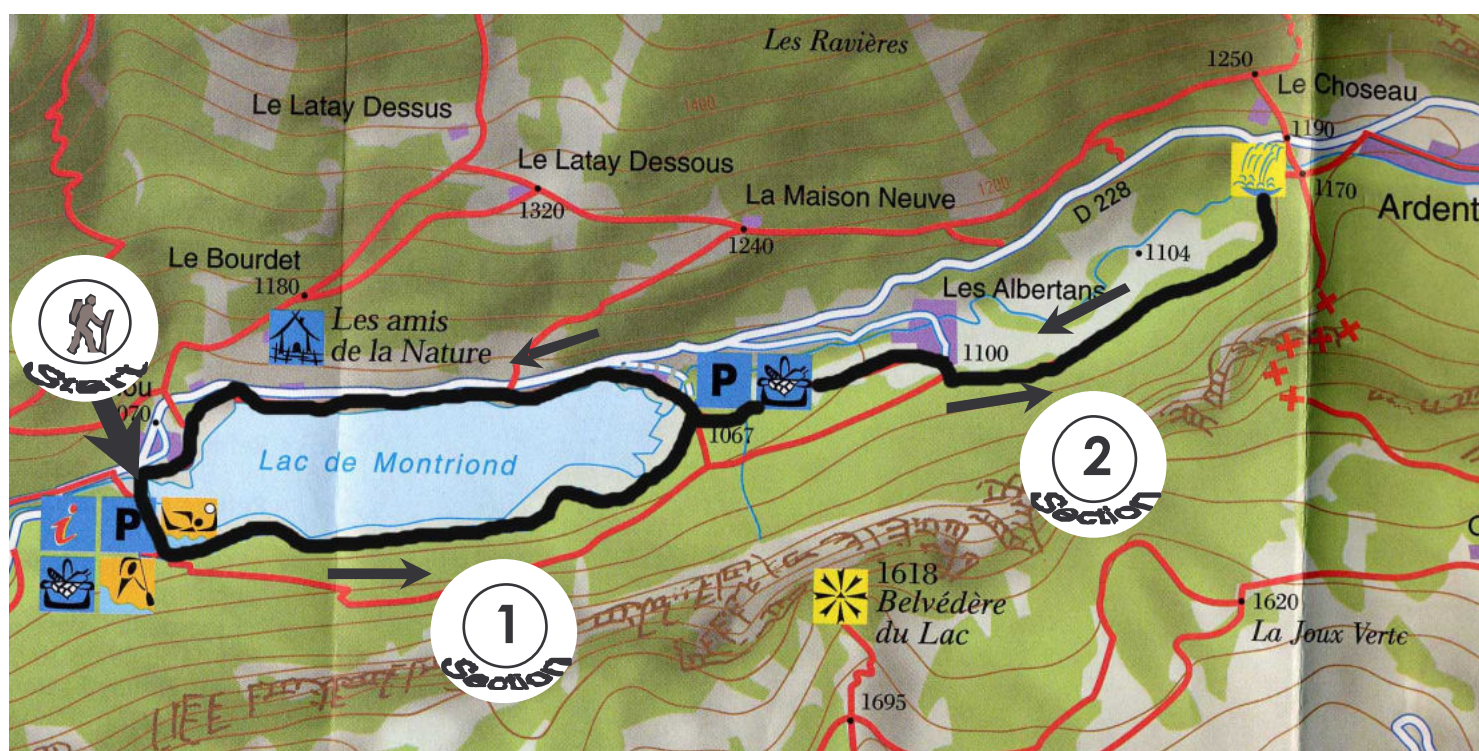 Les Ravières
1250
Le Choseau
Le Latay Dessus
1400
1190
Le Latay Dessous
1200
1170
La Maison Neuve
1320
D 228
Ardent
1240
Le Bourdet
1104
1180
Les Albertans
Les amis
de la Nature
Start
1100
P
ou
070
1067
Lac de Montriond
2
Section
i
P
1618
Belvédère
du Lac
1
Section
1620
La Joux Verte
1695